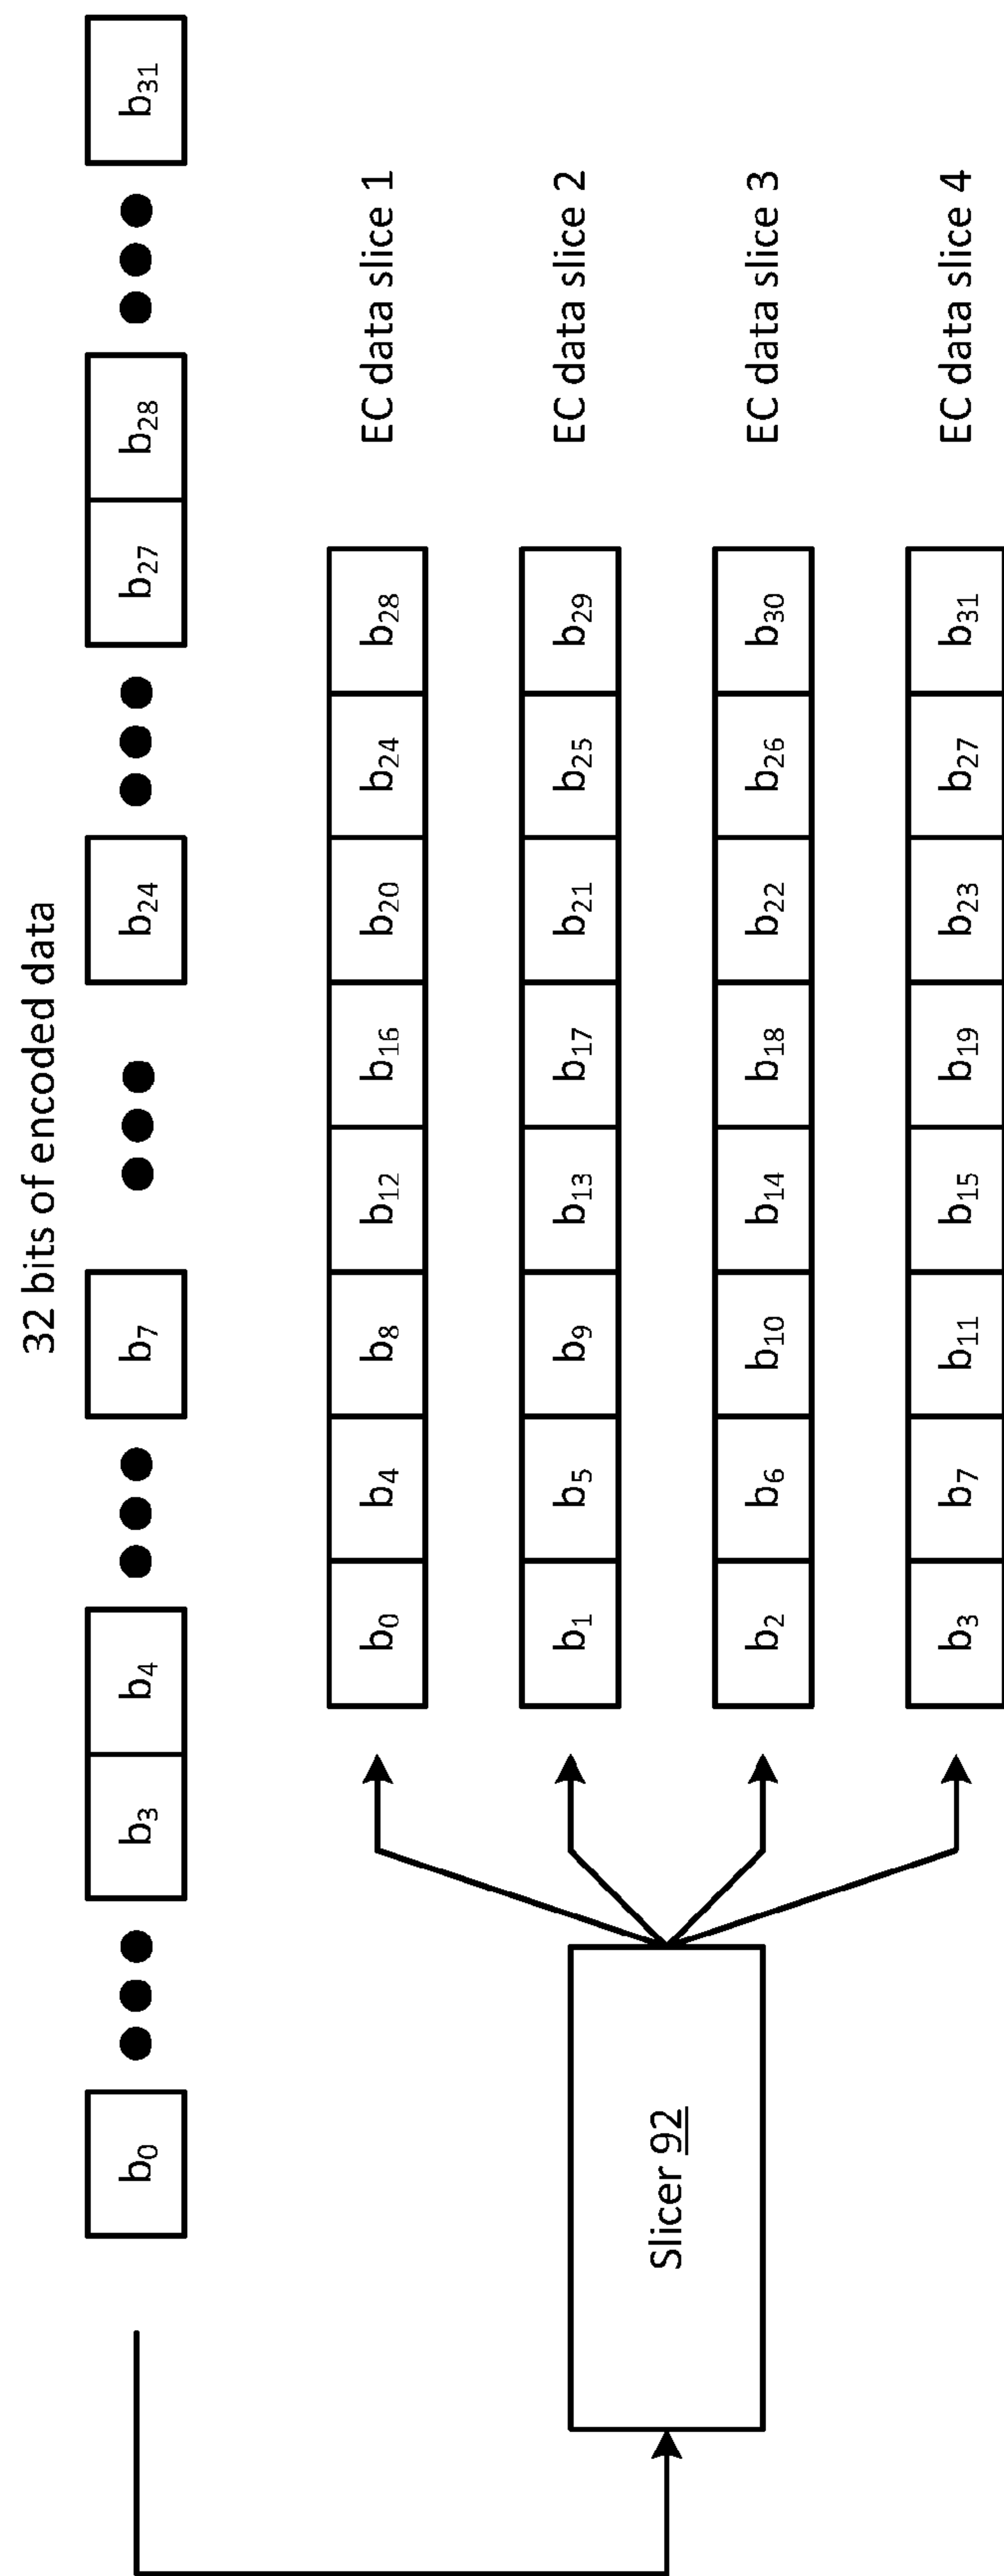 32 bits of encoded data
b₀ b₃ b₄ b₇ b₂₄ b₂₇ b₂₈ b₃₁
b₀ b₄ b₈ b₁₂ b₁₆ b₂₀ b₂₄ b₂₈ EC data slice 1
b₁ b₅ b₉ b₁₃ b₁₇ b₂₁ b₂₅ b₂₉ EC data slice 2
Slicer 92
b₂ b₆ b₁₀ b₁₄ b₁₈ b₂₂ b₂₆ b₃₀ EC data slice 3
b₃ b₇ b₁₁ b₁₅ b₁₉ b₂₃ b₂₇ b₃₁ EC data slice 4